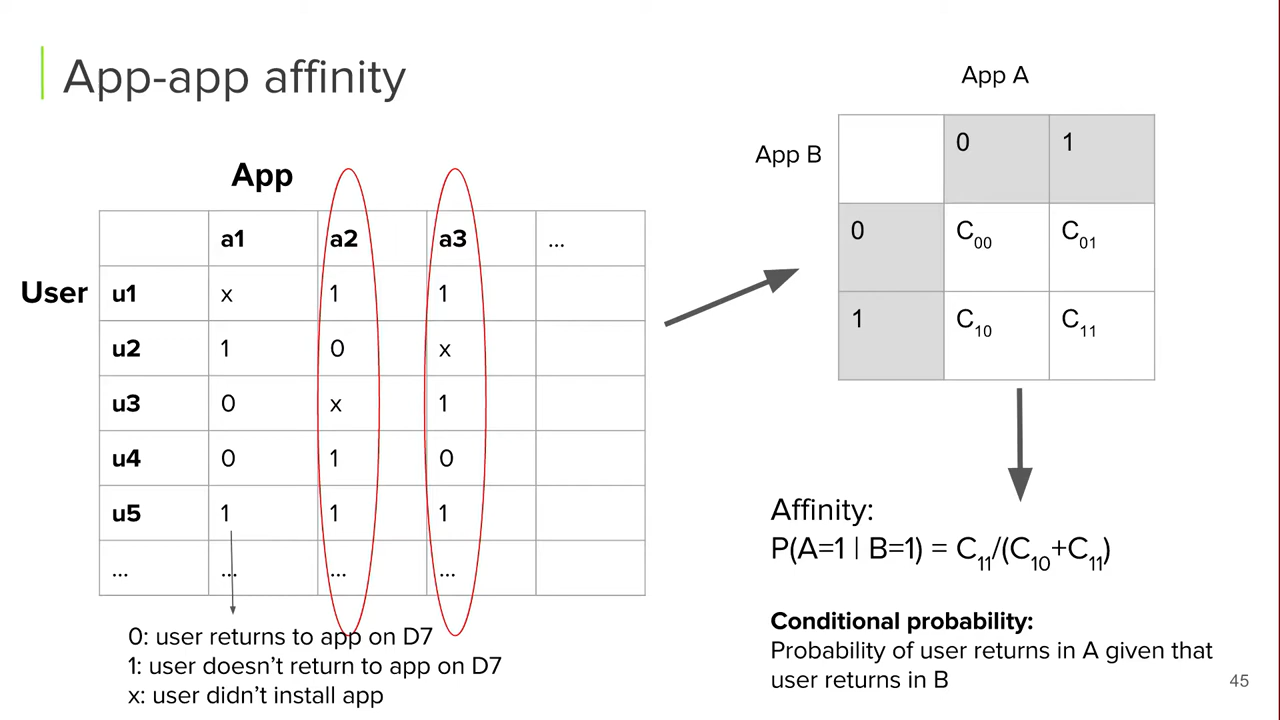 App-app affinity
App
User
a1 a2 a3 ...
u1 x 1 1
u2 1 0 x
u3 0 x 1
u4 0 1 0
u5 1 1 1
... ... ... ...
0: user returns to app on D7
1: user doesn't return to app on D7
x: user didn't install app
App A
App B
0 1
0 C00 C01
1 C10 C11
Affinity:
P(A=1 | B=1) = C11/(C10+C11)
Conditional probability:
Probability of user returns in A given that
user returns in B
45